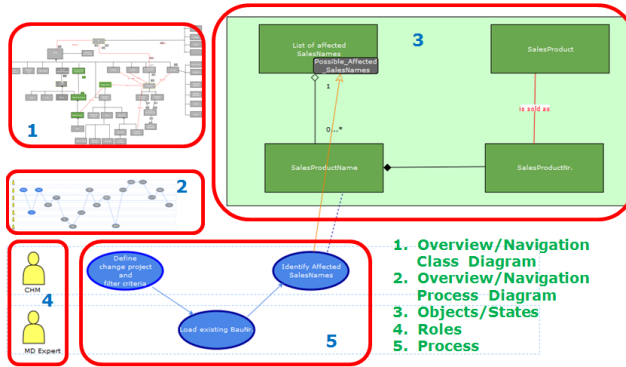 1
2
List of affected
SalesNames
Possible_Affected
_SalesNames
3
SalesProduct
1
0...*
is sold as
SalesProductName
SalesProductNr.
CHM
4
MD Expert
Define
change project
and
filter criteria
Identify Affected
SalesNames
Load existing BauNr
5
1. Overview/Navigation
Class Diagram
2. Overview/Navigation
Process Diagram
3. Objects/States
4. Roles
5. Process